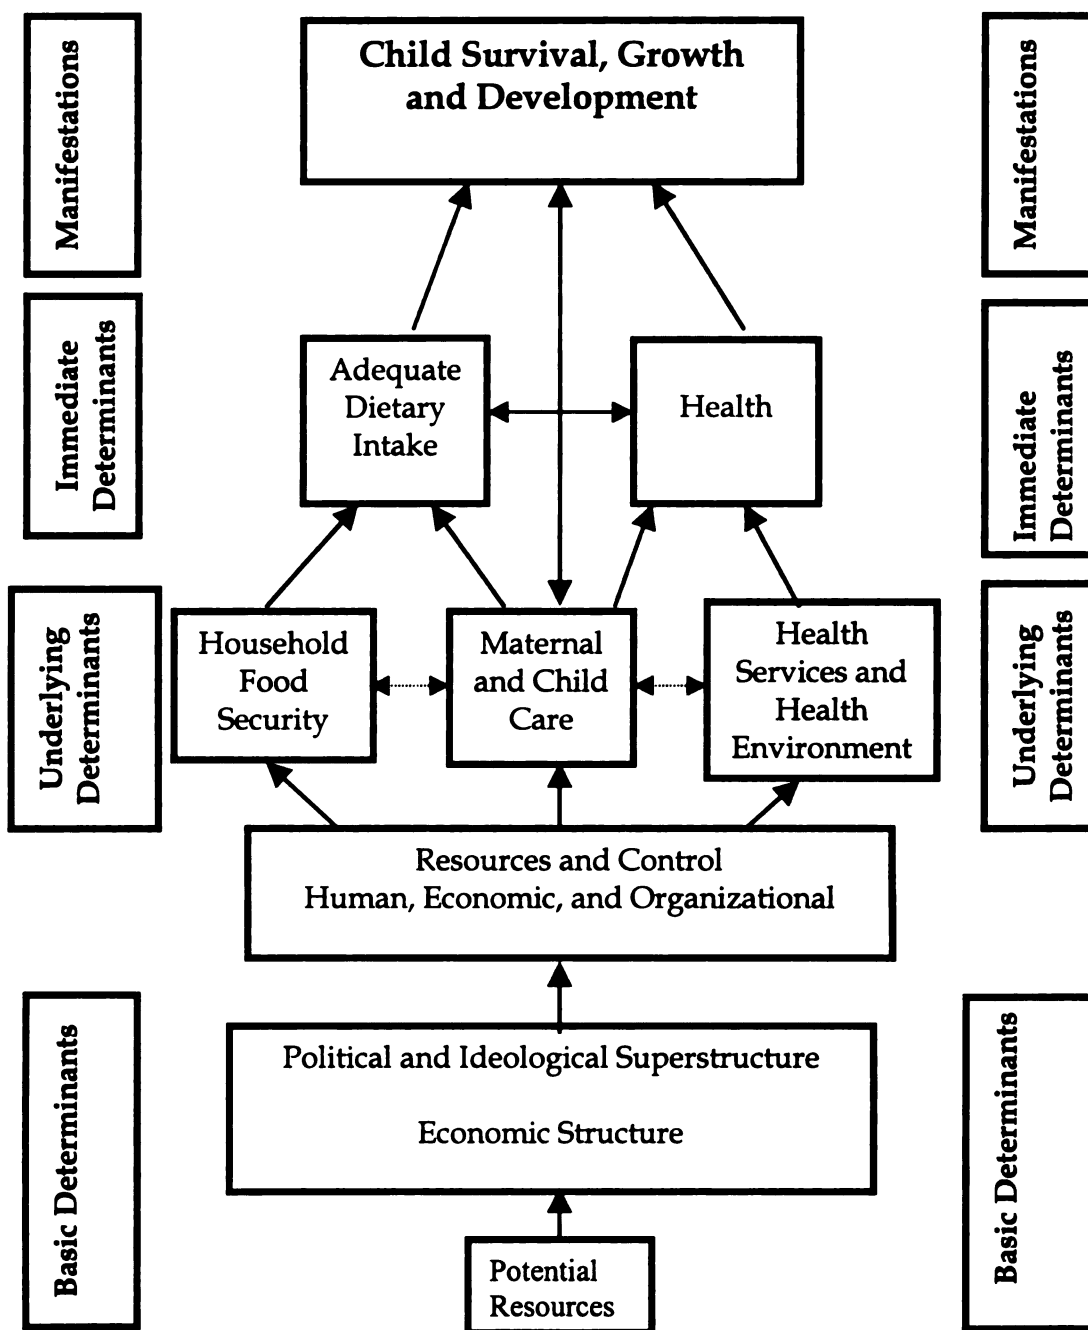 Manifestations
Child Survival, Growth
and Development
Manifestations
Immediate
Determinants
Adequate
Dietary
Intake
Health
Immediate
Determinants
Underlying
Determinants
Household
Food
Security
Maternal
and Child
Care
Health
Services and
Health
Environment
Underlying
Determinants
Resources and Control
Human, Economic, and Organizational
Basic Determinants
Political and Ideological Superstructure
Economic Structure
Potential
Resources
Basic Determinants